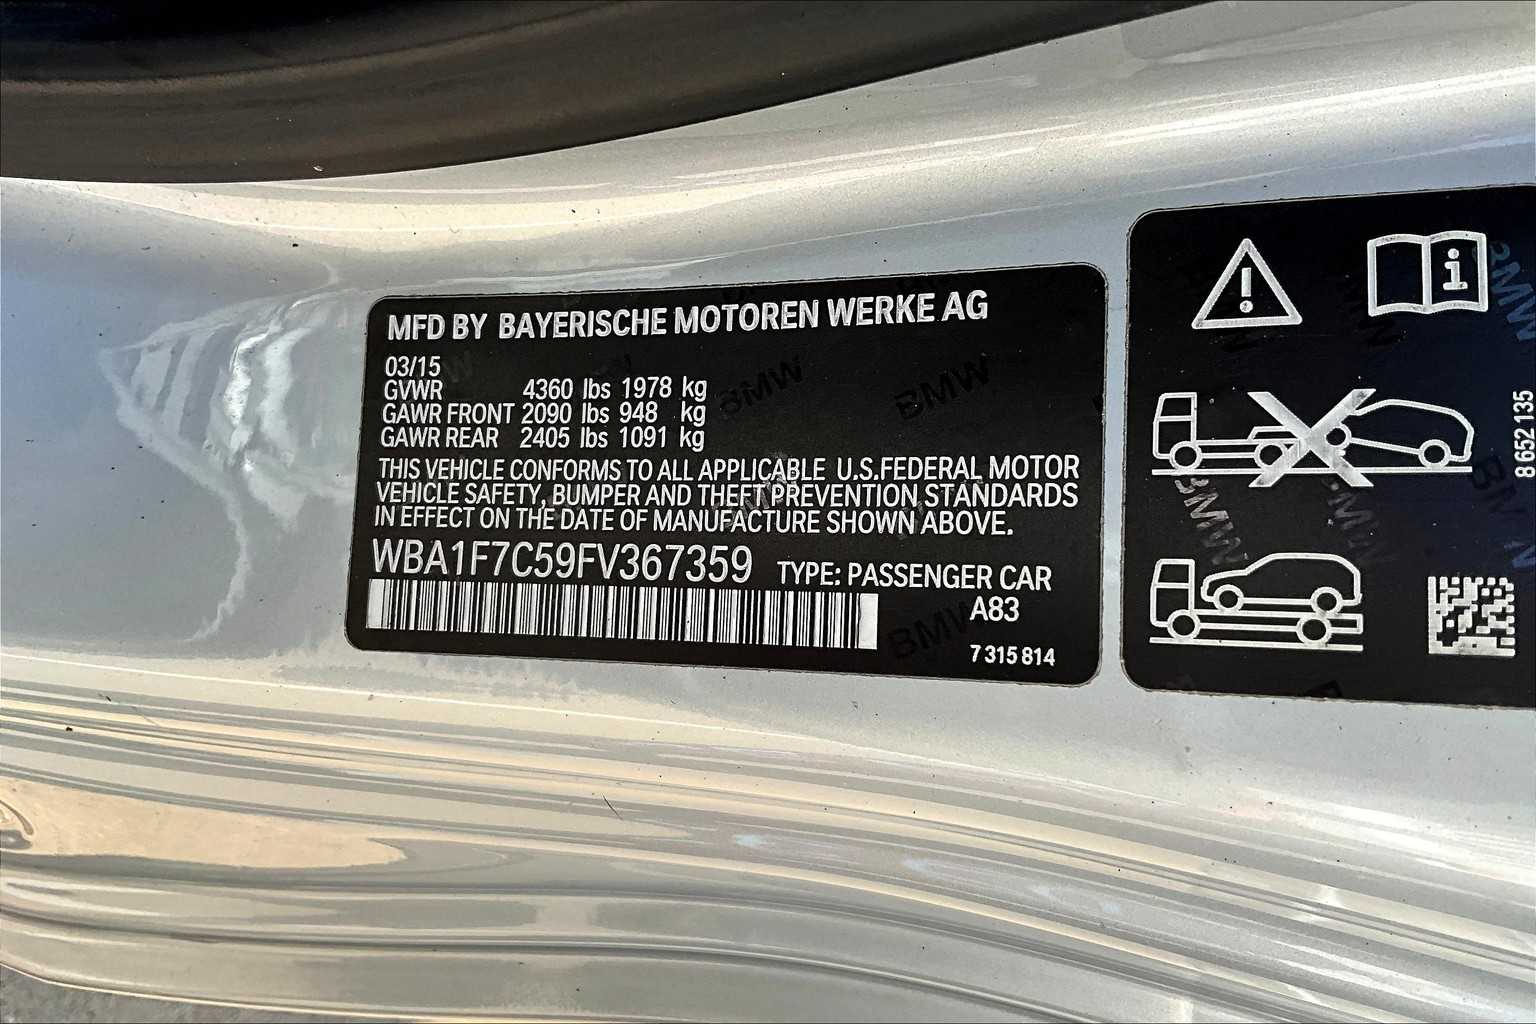 MFD BY BAYERISCHE MOTOREN WERKE AG
03/15
GVWR 4360 lbs 1978 kg
GAWR FRONT 2090 lbs 948 kg
GAWR REAR 2405 lbs 1091 kg
THIS VEHICLE CONFORMS TO ALL APPLICABLE U.S.FEDERAL MOTOR
VEHICLE SAFETY, BUMPER AND THEFT PREVENTION STANDARDS
IN EFFECT ON THE DATE OF MANUFACTURE SHOWN ABOVE.
WBA1F7C59FV367359 TYPE: PASSENGER CAR
A83
7 315 814
8 652 135